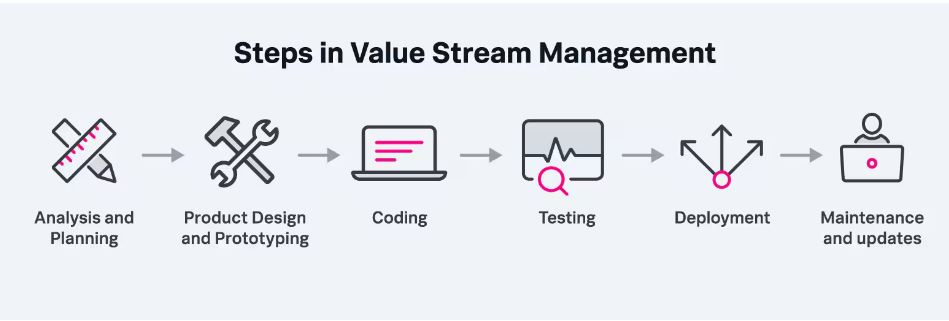 Steps in Value Stream Management
Analysis and
Planning
Product Design
and Prototyping
Coding
Testing
Deployment
Maintenance
and updates